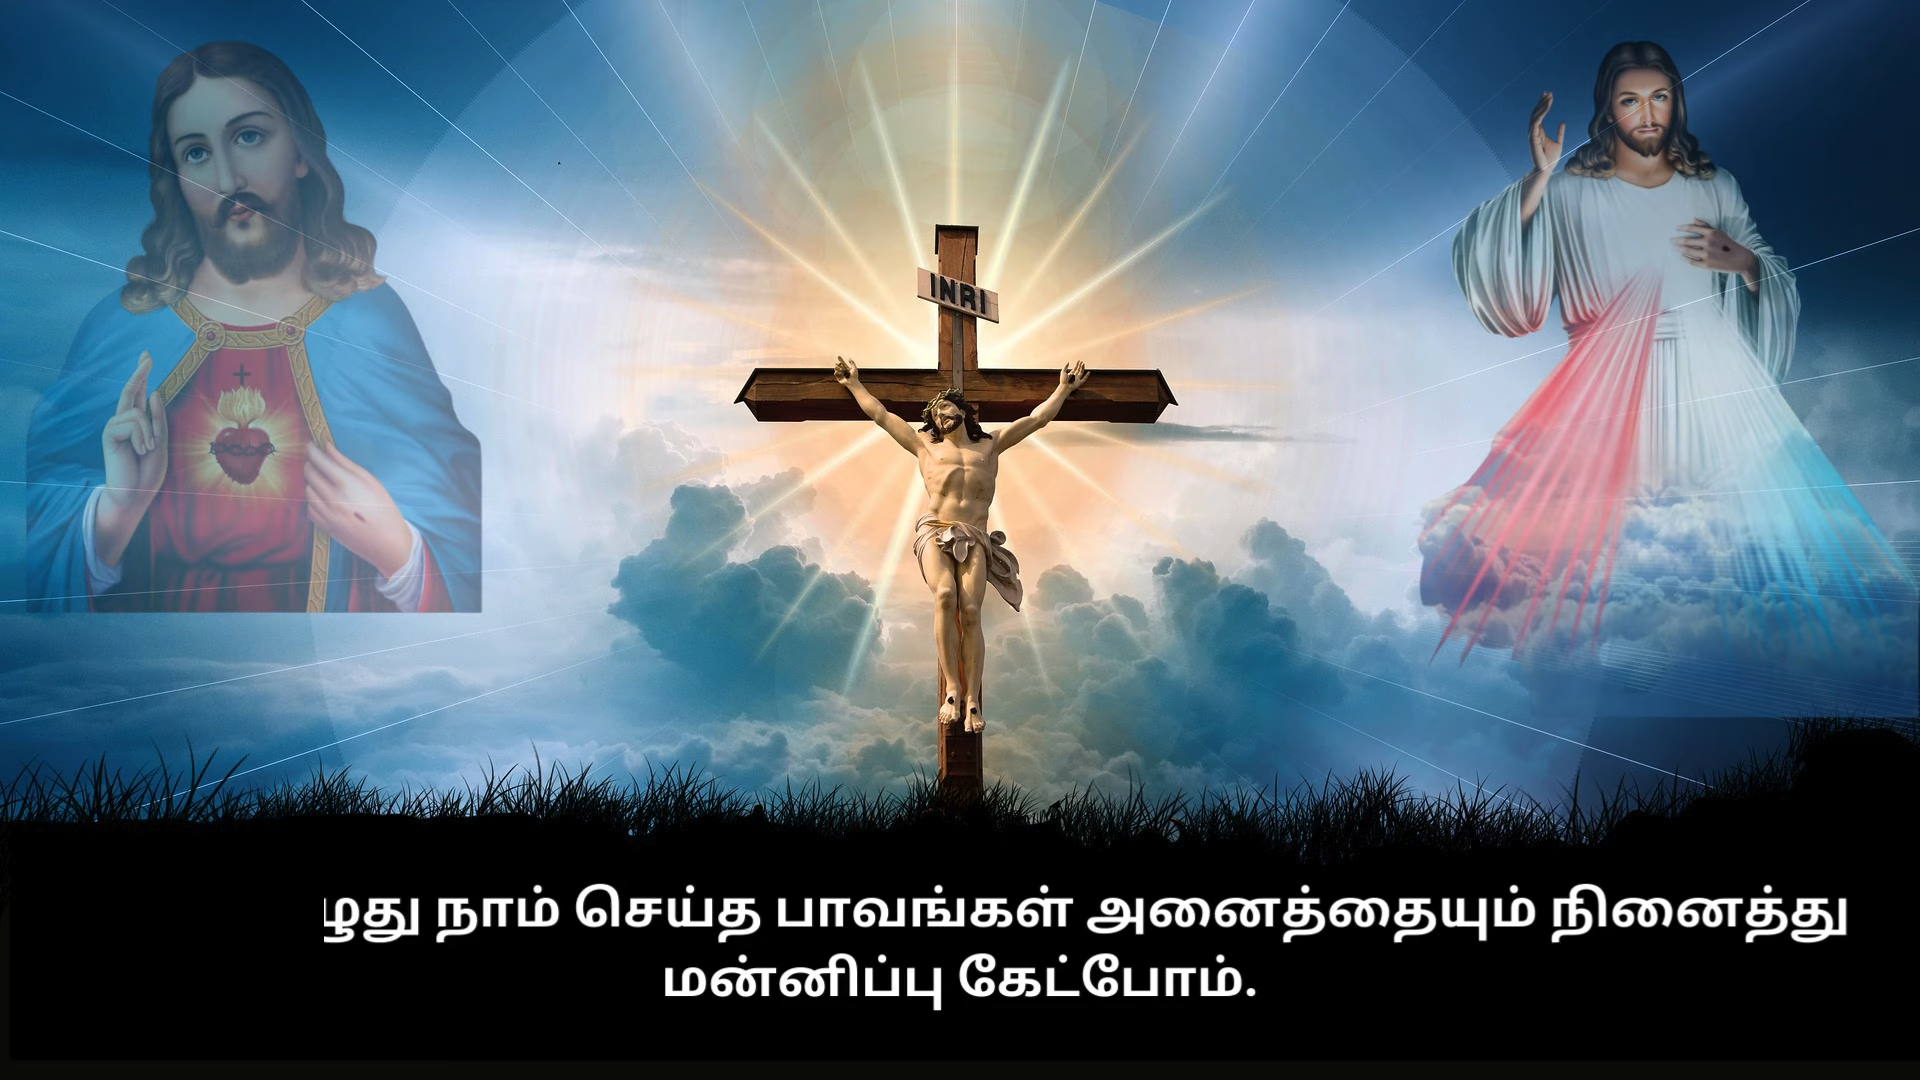 INRI
ழுது நாம் செய்த பாவங்கள் அனைத்தையும் நினைத்து
மன்னிப்பு கேட்போம்.